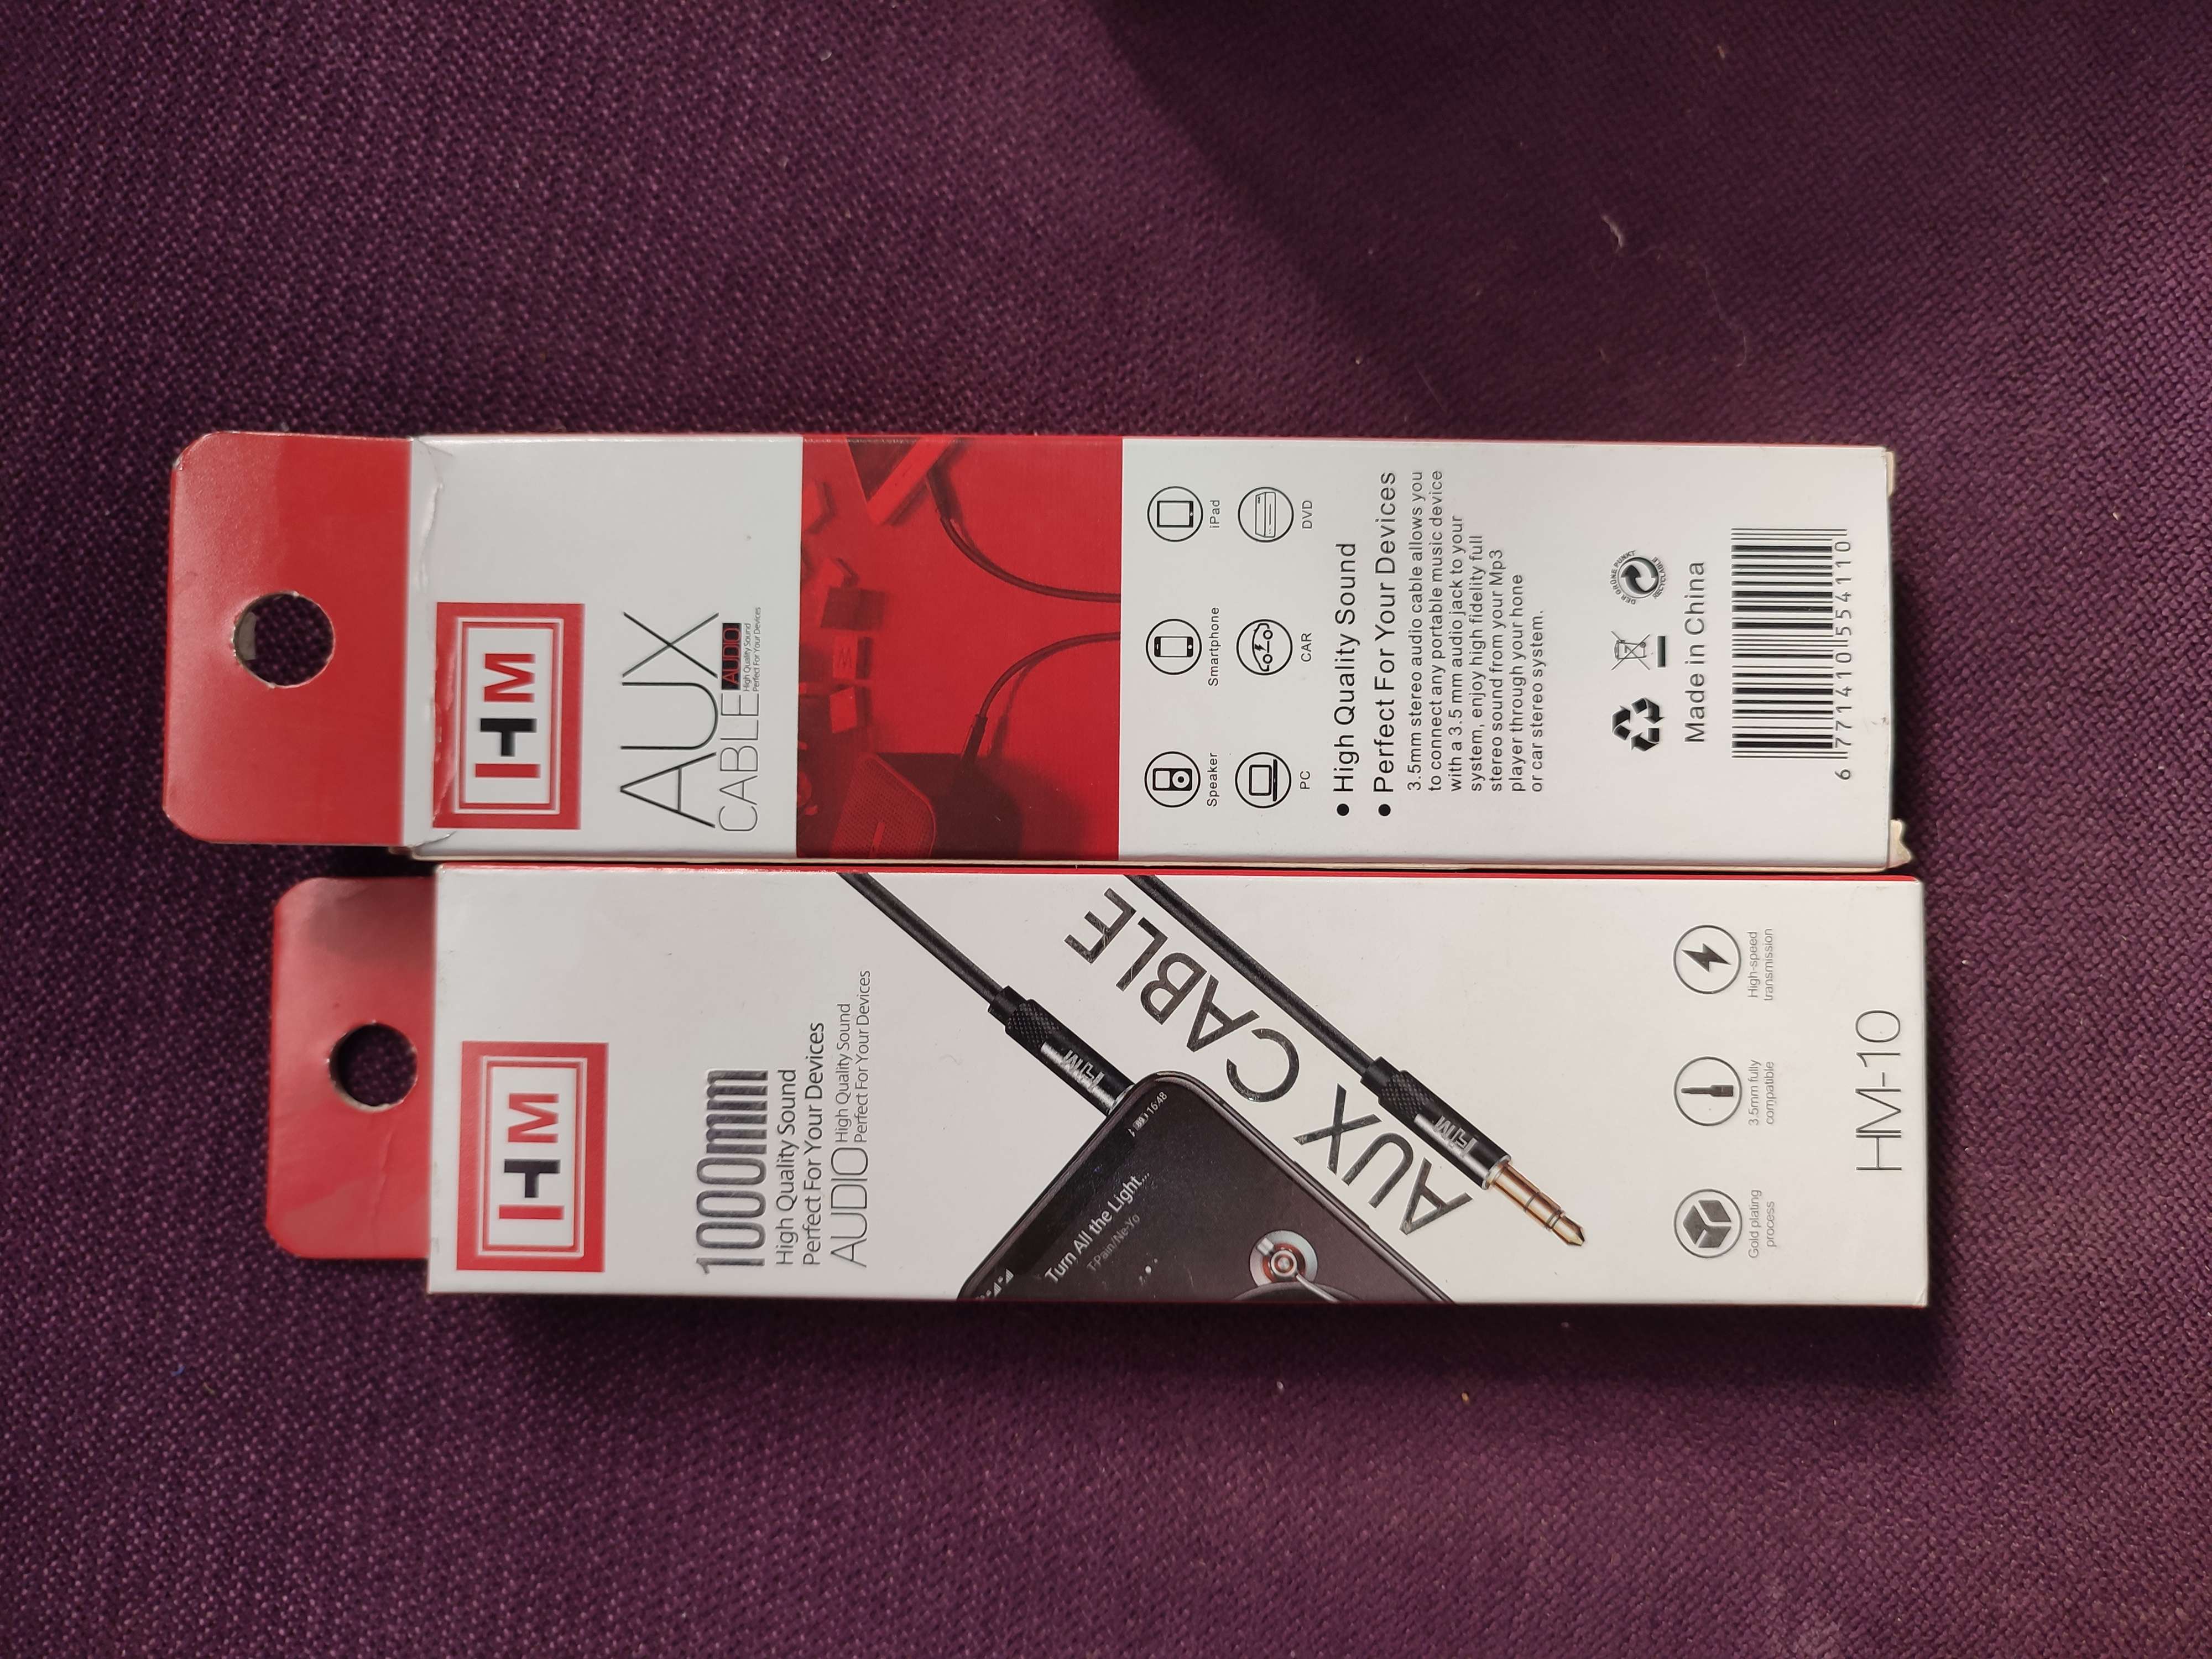 HM
AUX
CABLE AUDIO
High Quality Sound
Perfect For Your Devices
Speaker
Smartphone
iPad
PC
CAR
DVD
● High Quality Sound
● Perfect For Your Devices
3.5mm stereo audio cable allows you
to connect any portable music device
with a 3.5 mm audio jack to your
system, enjoy high fidelity full
stereo sound from your Mp3
player through your hone
or car stereo system.
DER GRÜNE PUNKT
Made in China
6 771410 554110
HM
1000mm
High Quality Sound
Perfect For Your Devices
AUDIO High Quality Sound
Perfect For Your Devices
HM
16:48
Turn All the Light...
T-Pain/Ne-Yo
AUX CABLE
HM
Gold plating
process
3.5mm fully
compatible
High-speed
transmission
HM-10